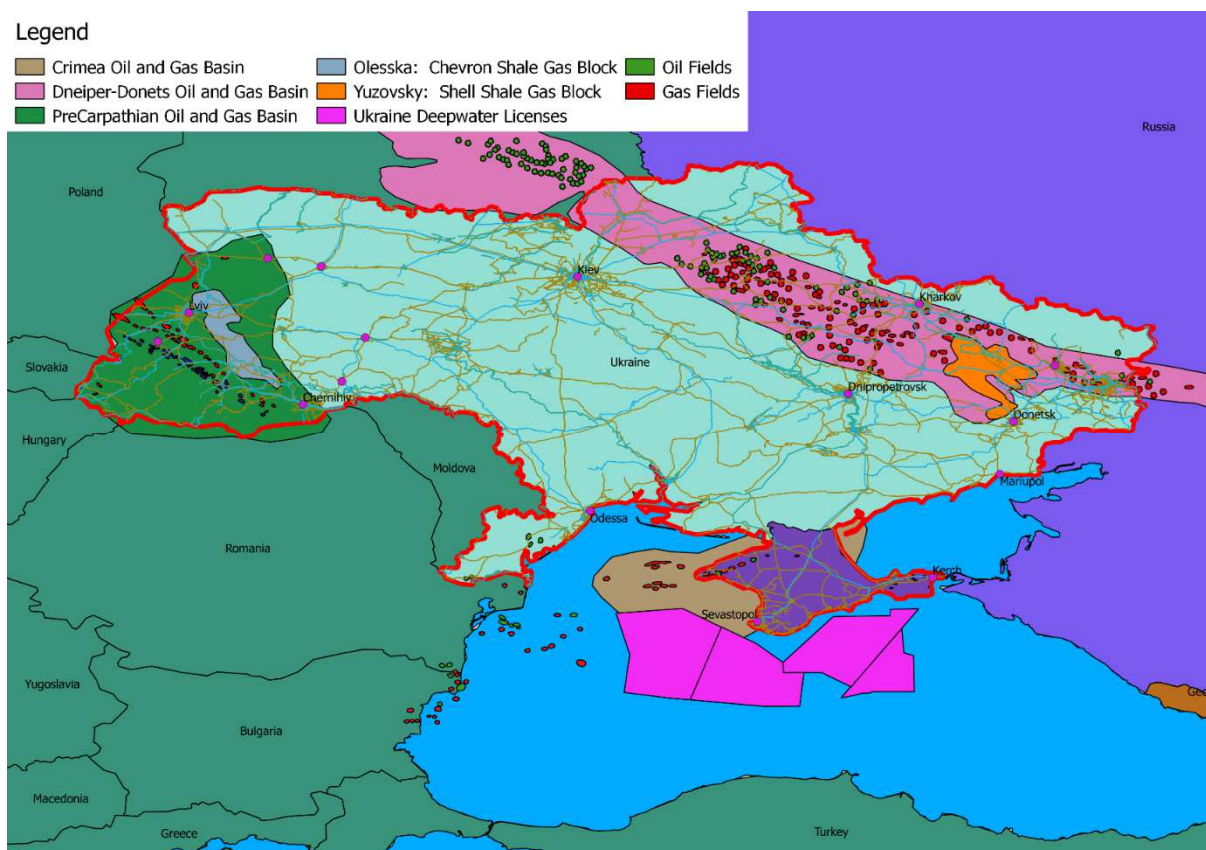 Legend
Crimea Oil and Gas Basin
Dneiper-Donets Oil and Gas Basin
PreCarpathian Oil and Gas Basin
Olesska: Chevron Shale Gas Block
Yuzovsky: Shell Shale Gas Block
Ukraine Deepwater Licenses
Oil Fields
Gas Fields
Russia
Poland
Kiev
Lviv
Kharkov
Slovakia
Ukraine
Dnipropetrovsk
Chernihiv
Donetsk
Hungary
Moldova
Mariupol
Odessa
Romania
Kerch
Sevastopol
Yugoslavia
Geo
Bulgaria
Macedonia
Greece
Turkey